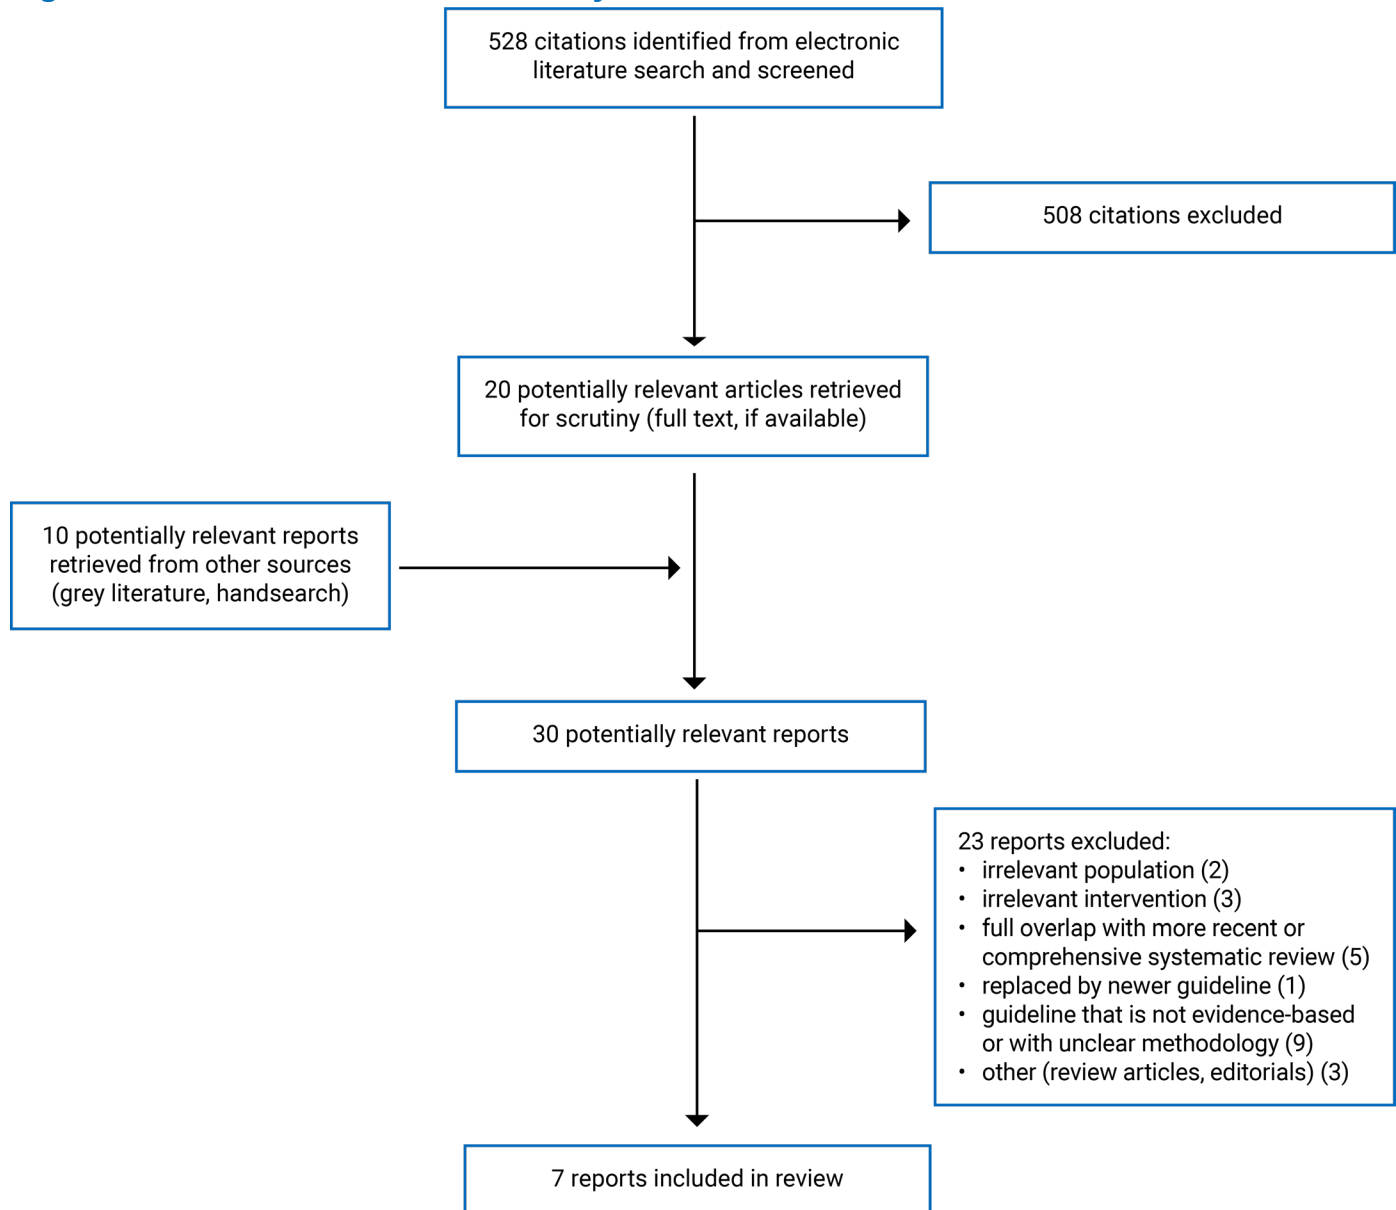 528 citations identified from electronic
literature search and screened
508 citations excluded
20 potentially relevant articles retrieved
for scrutiny (full text, if available)
10 potentially relevant reports
retrieved from other sources
(grey literature, handsearch)
30 potentially relevant reports
23 reports excluded:
• irrelevant population (2)
• irrelevant intervention (3)
• full overlap with more recent or
comprehensive systematic review (5)
• replaced by newer guideline (1)
• guideline that is not evidence-based
or with unclear methodology (9)
• other (review articles, editorials) (3)
7 reports included in review